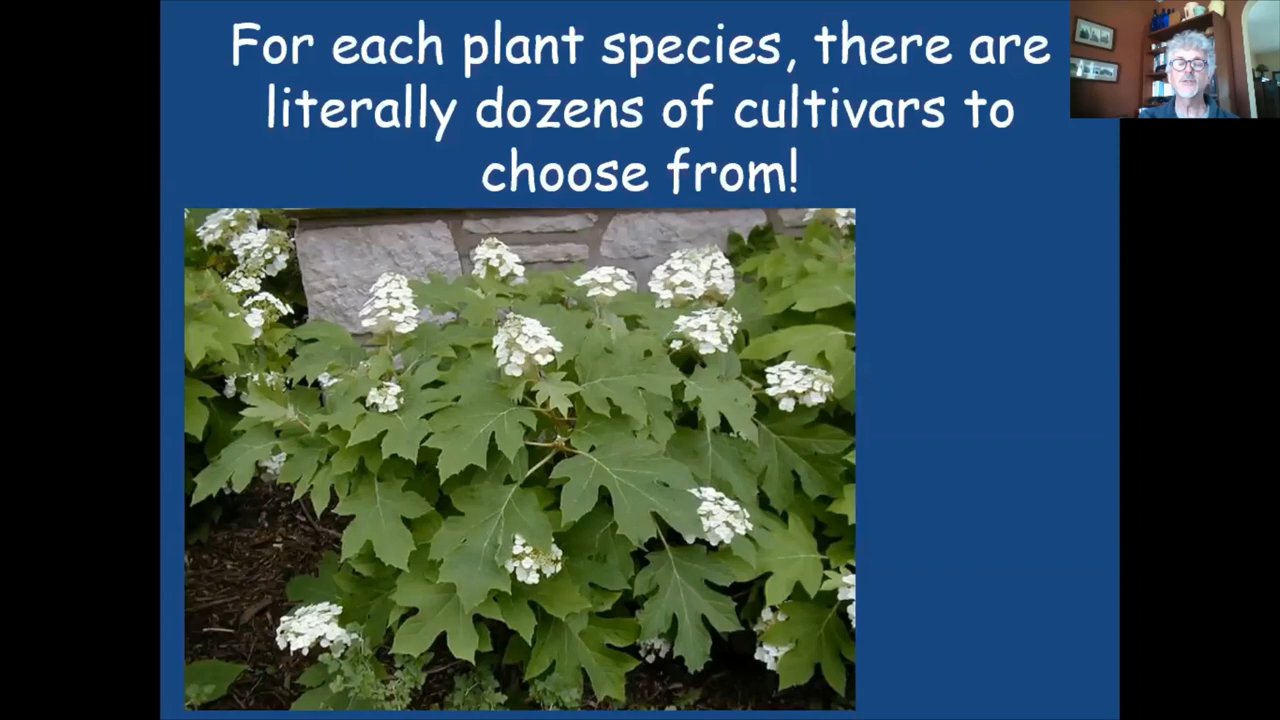 For each plant species, there are
literally dozens of cultivars to
choose from!